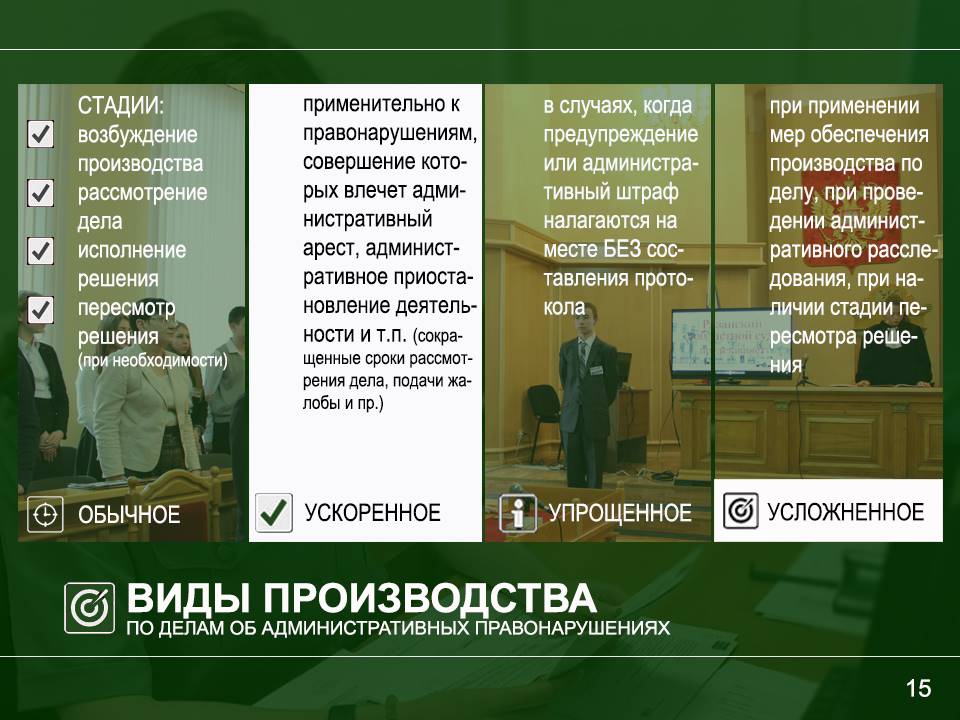 СТАДИИ:
возбуждение
производства
рассмотрение
дела
исполнение
решения
пересмотр
решения
(при необходимости)
ОБЫЧНОЕ
применительно к
правонарушениям,
совершение кото-
рых влечет адми-
нистративный
арест, админист-
ративное приоста-
новление деятель-
ности и т.п. (сокра-
щенные сроки рассмот-
рения дела, подачи жа-
лобы и пр.)
УСКОРЕННОЕ
в случаях, когда
предупреждение
или администра-
тивный штраф
налагаются на
месте БЕЗ сос-
тавления прото-
кола
УПРОЩЕННОЕ
при применении
мер обеспечения
производства по
делу, при прове-
дении админист-
ративного рассле-
дования, при на-
личии стадии пе-
ресмотра реше-
ния
УСЛОЖНЕННОЕ
ВИДЫ ПРОИЗВОДСТВА
ПО ДЕЛАМ ОБ АДМИНИСТРАТИВНЫХ ПРАВОНАРУШЕНИЯХ
15